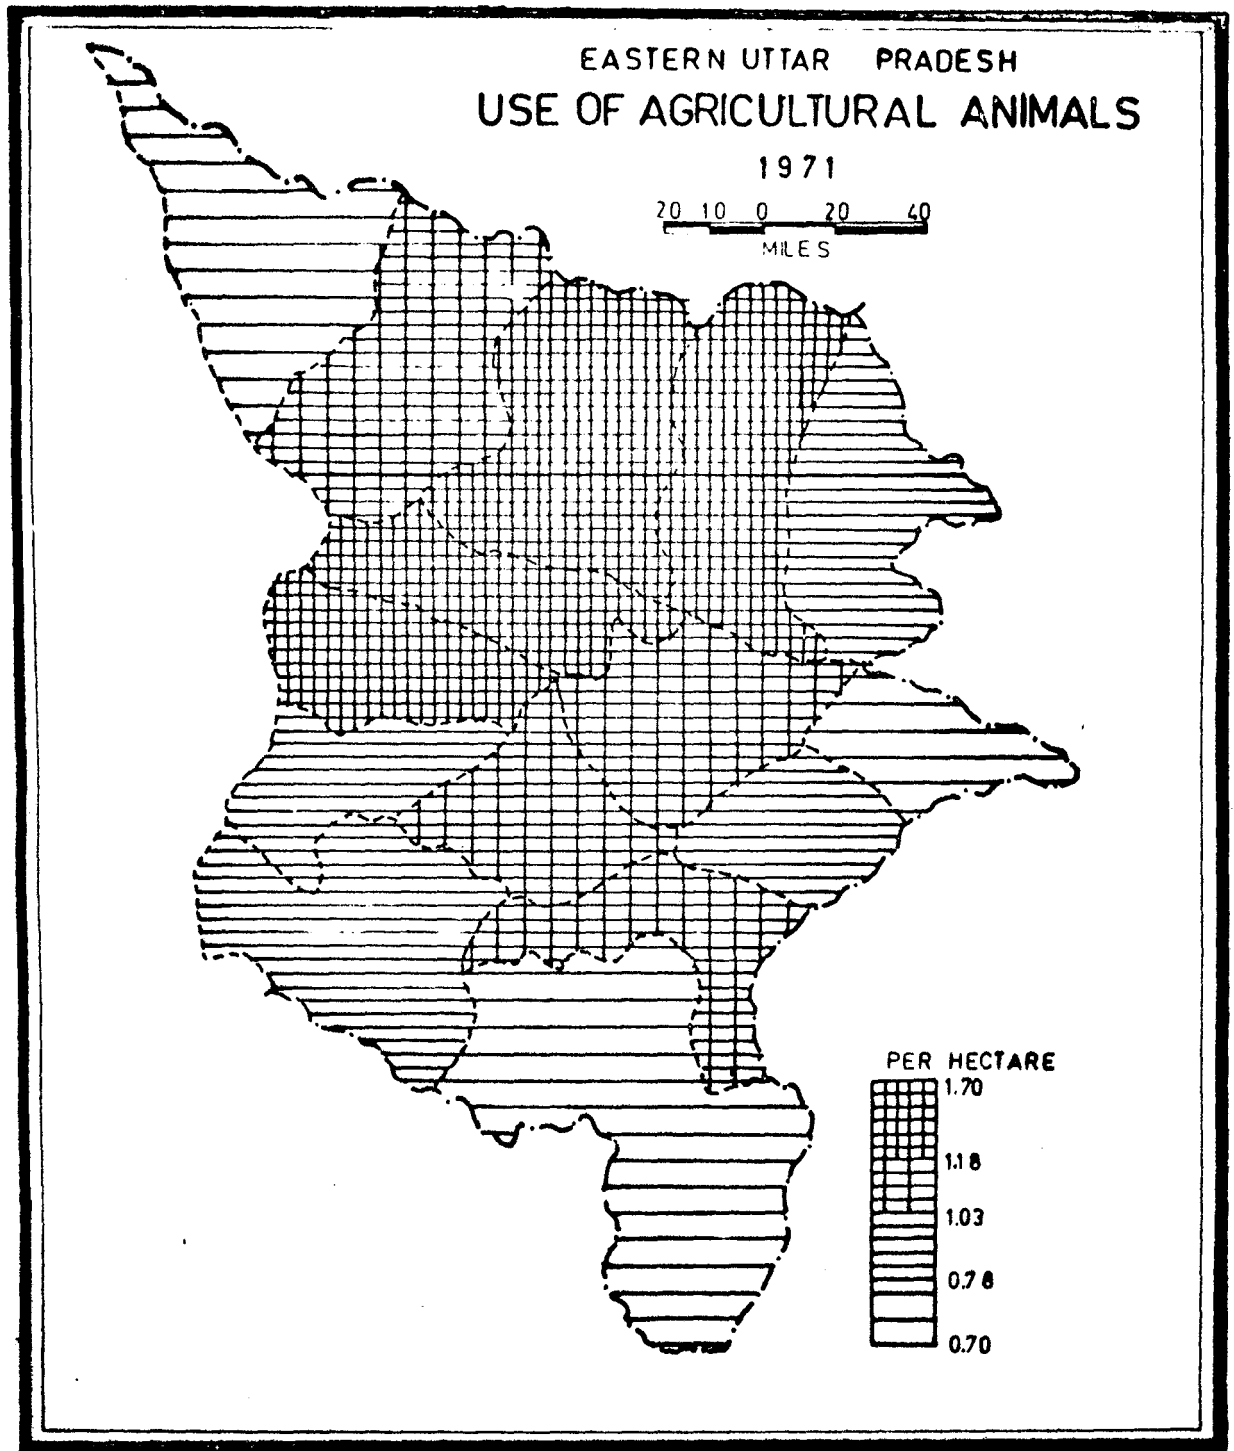 EASTERN UTTAR PRADESH
USE OF AGRICULTURAL ANIMALS
1971
20 10 0 20 40
MILES
PER HECTARE
1.70
1.18
1.03
0.78
0.70